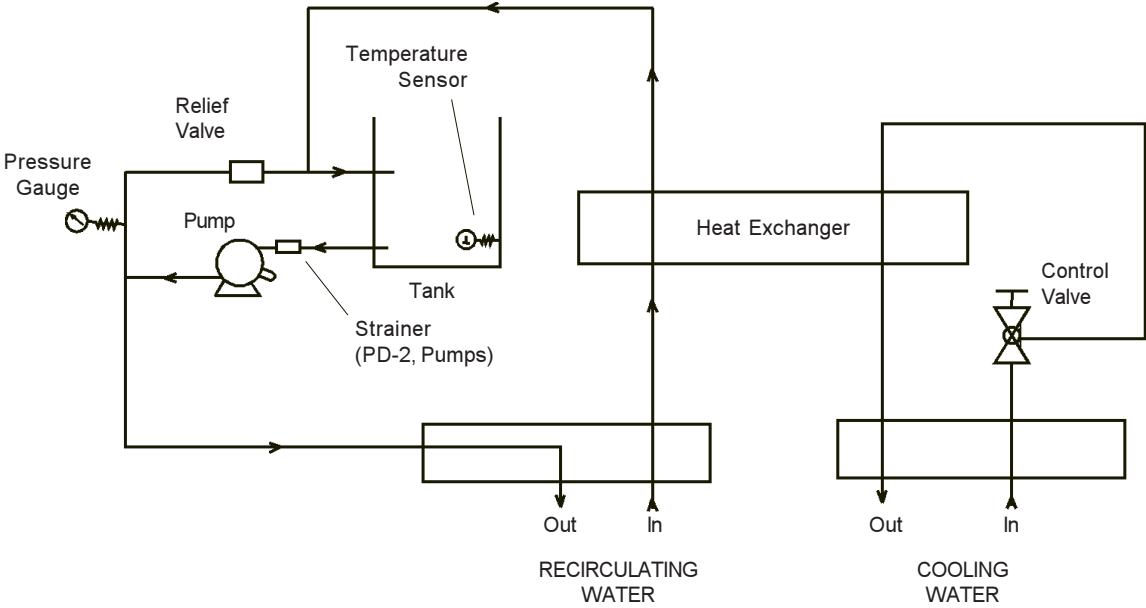 Temperature
Sensor
Relief
Valve
Pressure
Gauge
Pump
Heat Exchanger
Control
Valve
Tank
Strainer
(PD-2, Pumps)
Out
In
Out
In
RECIRCULATING
WATER
COOLING
WATER